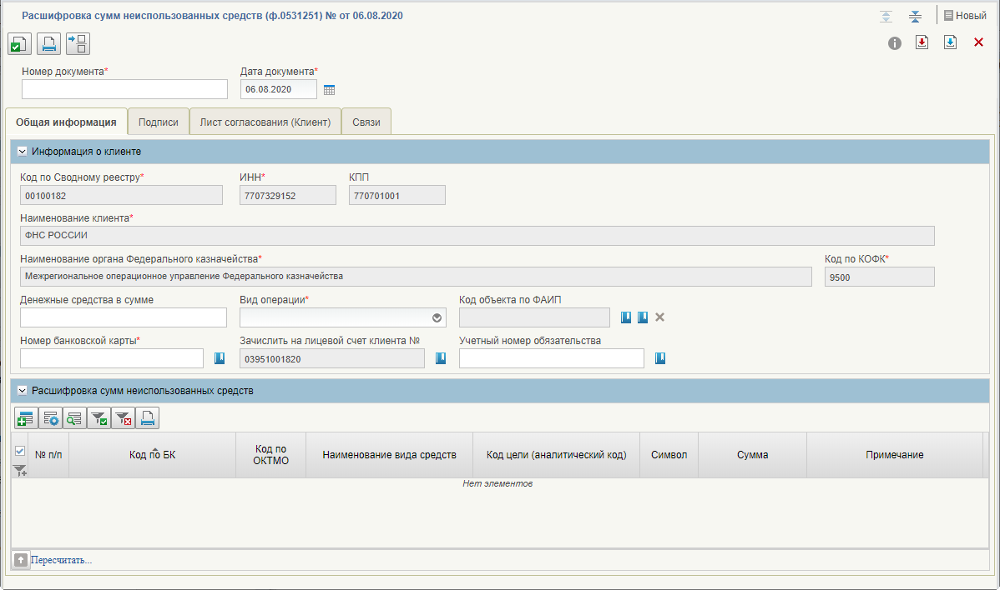 Расшифровка сумм неиспользованных средств (ф.0531251) № от 06.08.2020
Новый
Номер документа* Дата документа*
06.08.2020
Общая информация Подписи Лист согласования (Клиент) Связи
Информация о клиенте
Код по Сводному реестру* ИНН* КПП
00100182 7707329152 770701001
Наименование клиента*
ФНС РОССИИ
Наименование органа Федерального казначейства* Код по КОФК*
Межрегиональное операционное управление Федерального казначейства 9500
Денежные средства в сумме Вид операции* Код объекта по ФАИП
Номер банковской карты* Зачислить на лицевой счет клиента № Учетный номер обязательства
03951001820
Расшифровка сумм неиспользованных средств
№ п/п Код по БК Код по ОКТМО Наименование вида средств Код цели (аналитический код) Символ Сумма Примечание
Нет элементов
Пересчитать...